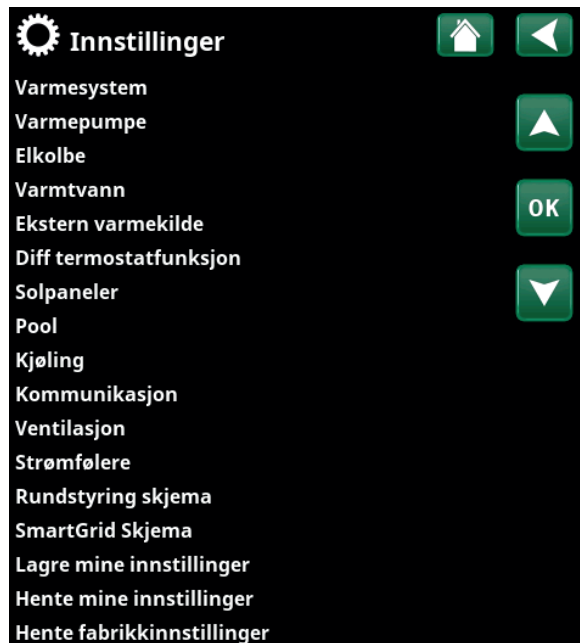 Innstillinger
Varmesystem
Varmepumpe
Elkolbe
Varmtvann
OK
Ekstern varmekilde
Diff termostatfunksjon
Solpaneler
Pool
Kjøling
Kommunikasjon
Ventilasjon
Strømfølere
Rundstyring skjema
SmartGrid Skjema
Lagre mine innstillinger
Hente mine innstillinger
Hente fabrikkinnstillinger